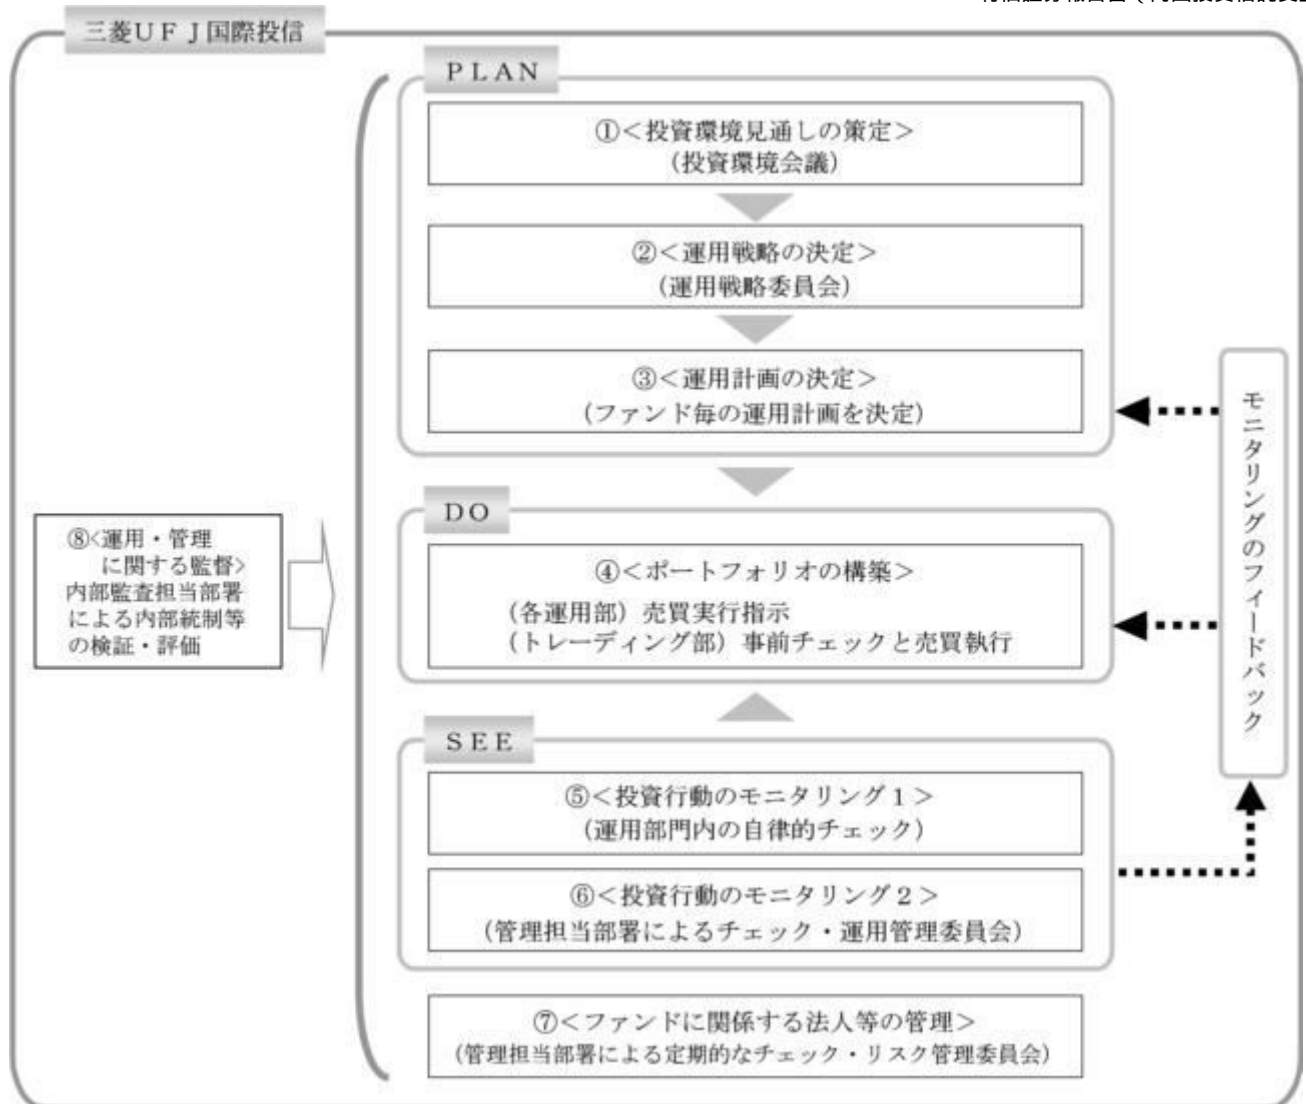 三菱ＵＦＪ国際投信
ＰＬＡＮ
①＜投資環境見通しの策定＞
（投資環境会議）
②＜運用戦略の決定＞
（運用戦略委員会）
③＜運用計画の決定＞
（ファンド毎の運用計画を決定）
ＤＯ
④＜ポートフォリオの構築＞
（各運用部）売買実行指示
（トレーディング部）事前チェックと売買執行
ＳＥＥ
⑤＜投資行動のモニタリング１＞
（運用部門内の自律的チェック）
⑥＜投資行動のモニタリング２＞
（管理担当部署によるチェック・運用管理委員会）
⑦＜ファンドに関係する法人等の管理＞
（管理担当部署による定期的なチェック・リスク管理委員会）
⑧<運用・管理
に関する監督>
内部監査担当部署
による内部統制等
の検証・評価
モニタリングのフィードバック